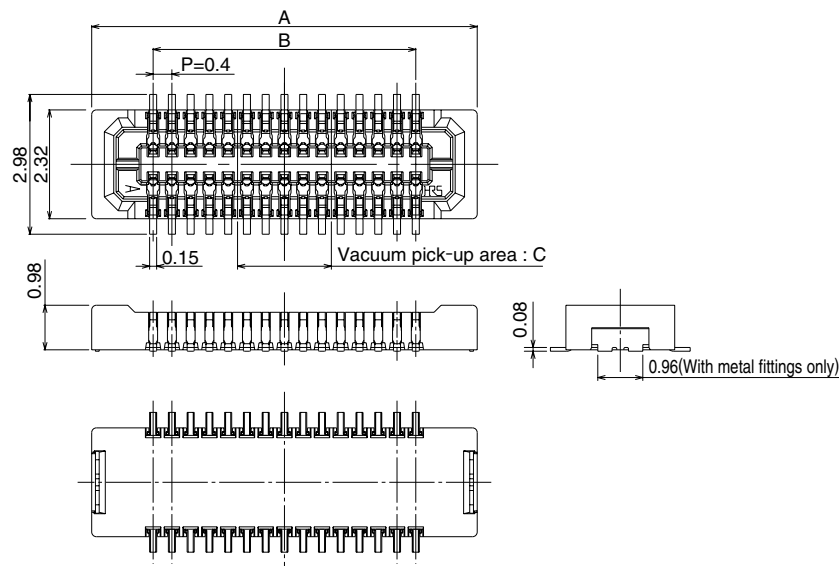 A
B
P=0.4
2.98
2.32
A
HRS
0.15
Vacuum pick-up area : C
0.98
0.08
0.96(With metal fittings only)